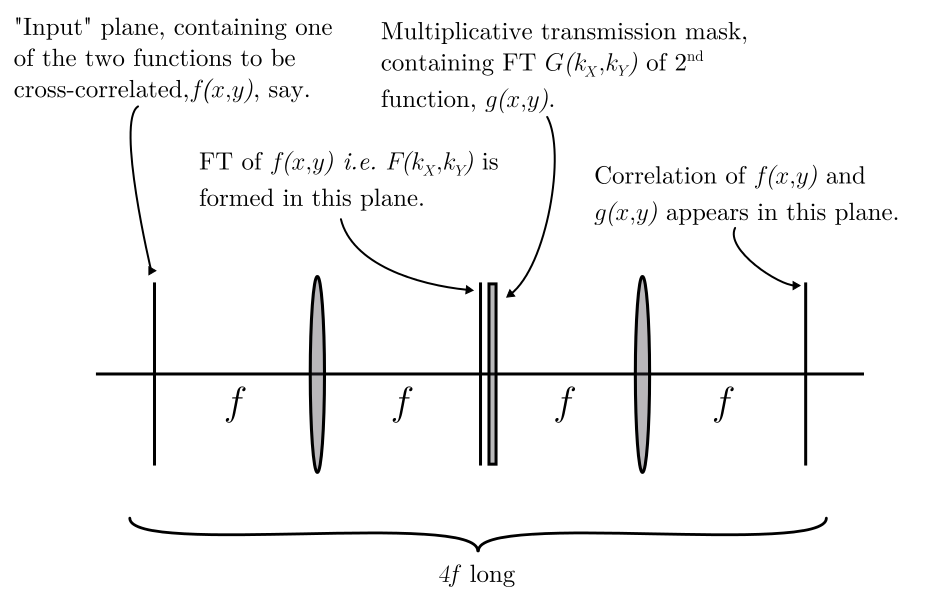 "Input" plane, containing one
of the two functions to be
cross-correlated,f(x,y), say.
Multiplicative transmission mask,
containing FT G(kX,kY) of 2nd
function, g(x,y).
FT of f(x,y) i.e. F(kX,kY) is
formed in this plane.
Correlation of f(x,y) and
g(x,y) appears in this plane.
f
f
f
f
4f long